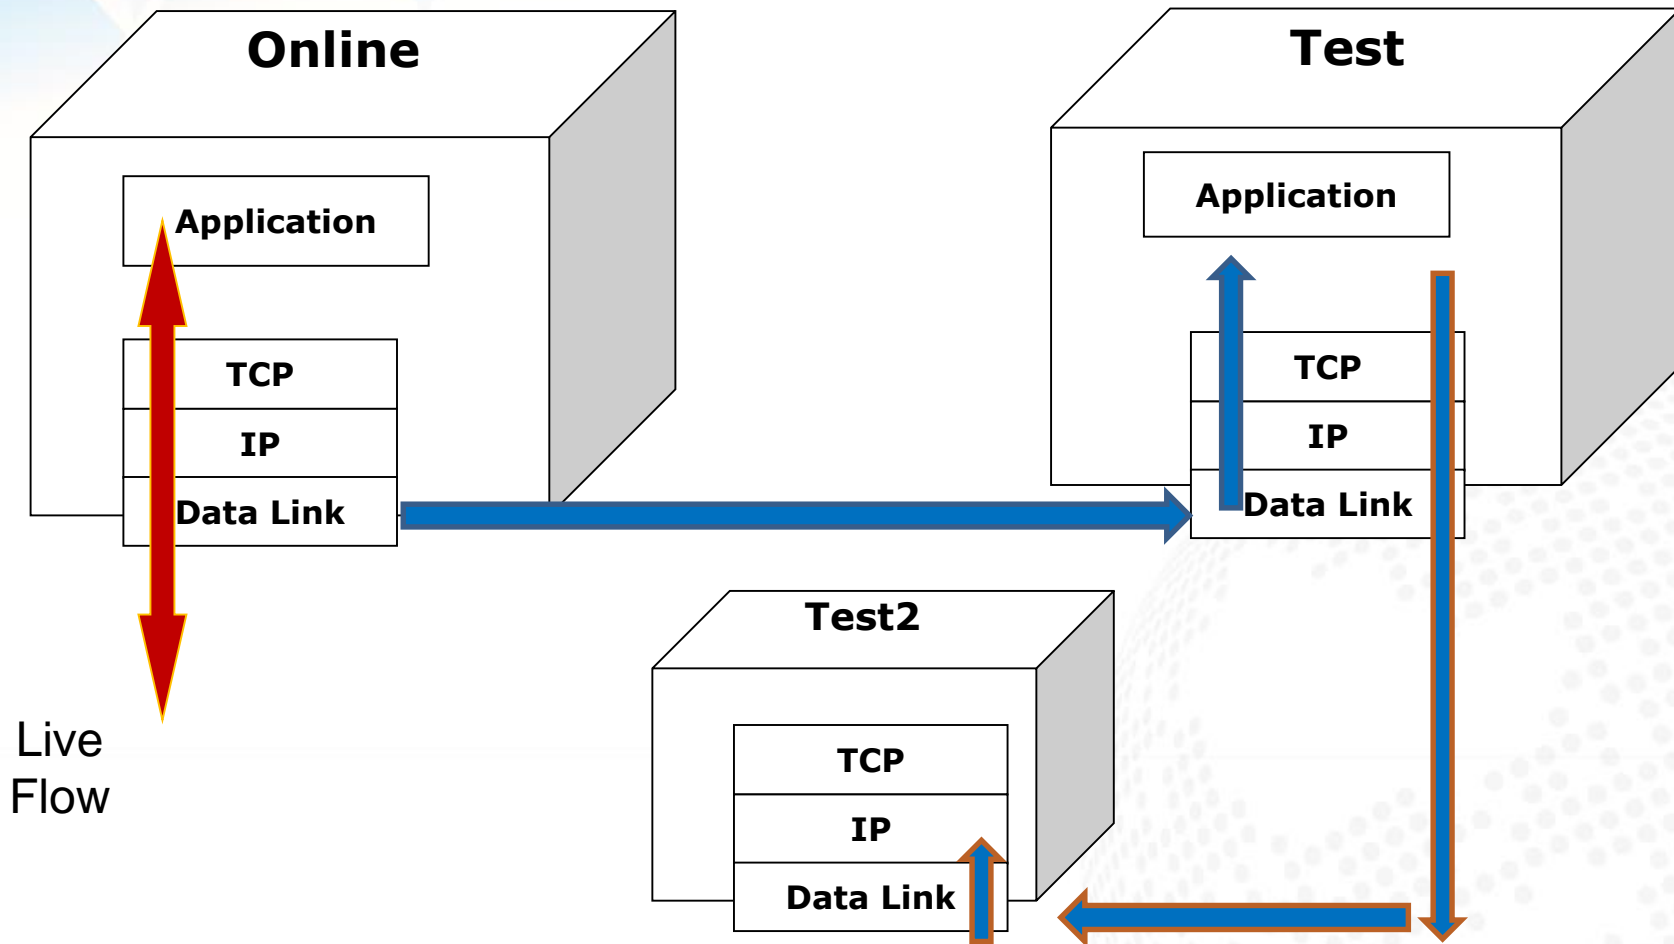 Online
Application
TCP
IP
Data Link
Live
Flow
Test
Application
TCP
IP
Data Link
Test2
TCP
IP
Data Link